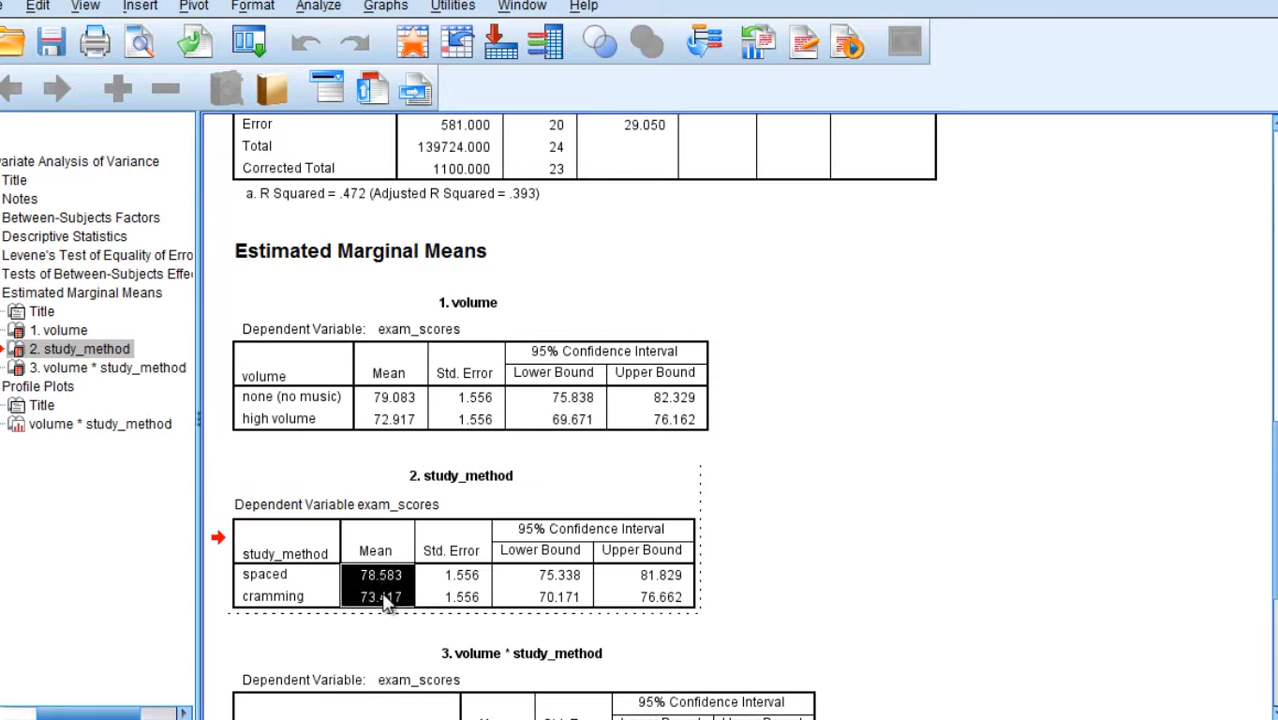 Edit View Insert Pivot Format Analyze Graphs Utilities Window Help
ariate Analysis of Variance
Title
Notes
Between-Subjects Factors
Descriptive Statistics
Levene's Test of Equality of Erro
Tests of Between-Subjects Effe
Estimated Marginal Means
Title
1. volume
2. study_method
3. volume * study_method
Profile Plots
Title
volume * study_method
Error 581.000 20 29.050
Total 139724.000 24
Corrected Total 1100.000 23
a. R Squared = .472 (Adjusted R Squared = .393)
Estimated Marginal Means
1. volume
Dependent Variable: exam_scores
95% Confidence Interval
volume Mean Std. Error Lower Bound Upper Bound
none (no music) 79.083 1.556 75.838 82.329
high volume 72.917 1.556 69.671 76.162
2. study_method
Dependent Variable exam_scores
95% Confidence Interval
study_method Mean Std. Error Lower Bound Upper Bound
spaced 78.583 1.556 75.338 81.829
cramming 1.556 70.171 76.662
3. volume * study_method
Dependent Variable: exam_scores
95% Confidence Interval